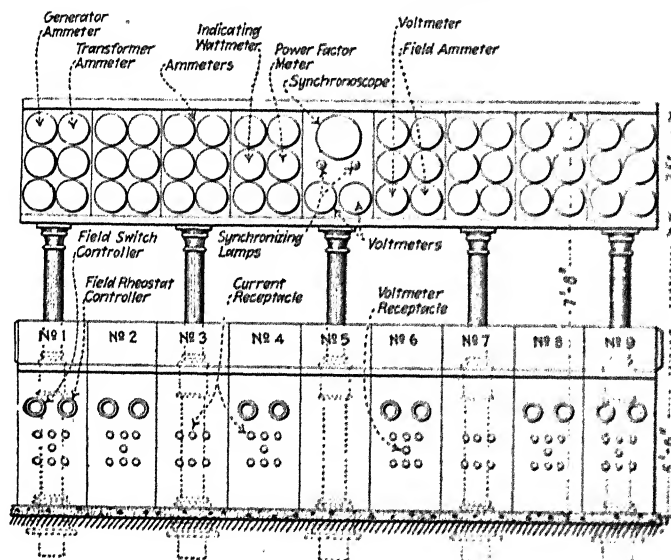 Generator
Ammeter
Transformer
Ammeter
Ammeters
Indicating
Wattmeter
Power Factor
Meter
Synchronoscope
Voltmeter
Field Ammeter
Field Switch
Controller
Field Rheostat
Controller
Synchronizing
Lamps
Current
Receptacle
Voltmeters
Voltmeter
Receptacle
7'-8"
Nº 1
Nº 2
Nº 3
Nº 4
Nº 5
Nº 6
Nº 7
Nº 8
Nº 9